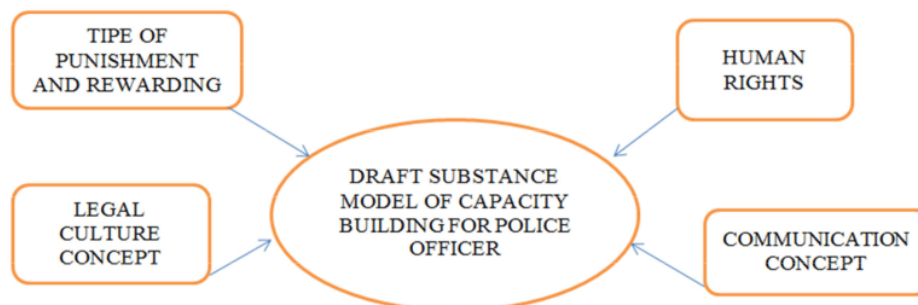 TIPE OF
PUNISHMENT
AND REWARDING
HUMAN
RIGHTS
DRAFT SUBSTANCE
MODEL OF CAPACITY
BUILDING FOR POLICE
OFFICER
LEGAL
CULTURE
CONCEPT
COMMUNICATION
CONCEPT